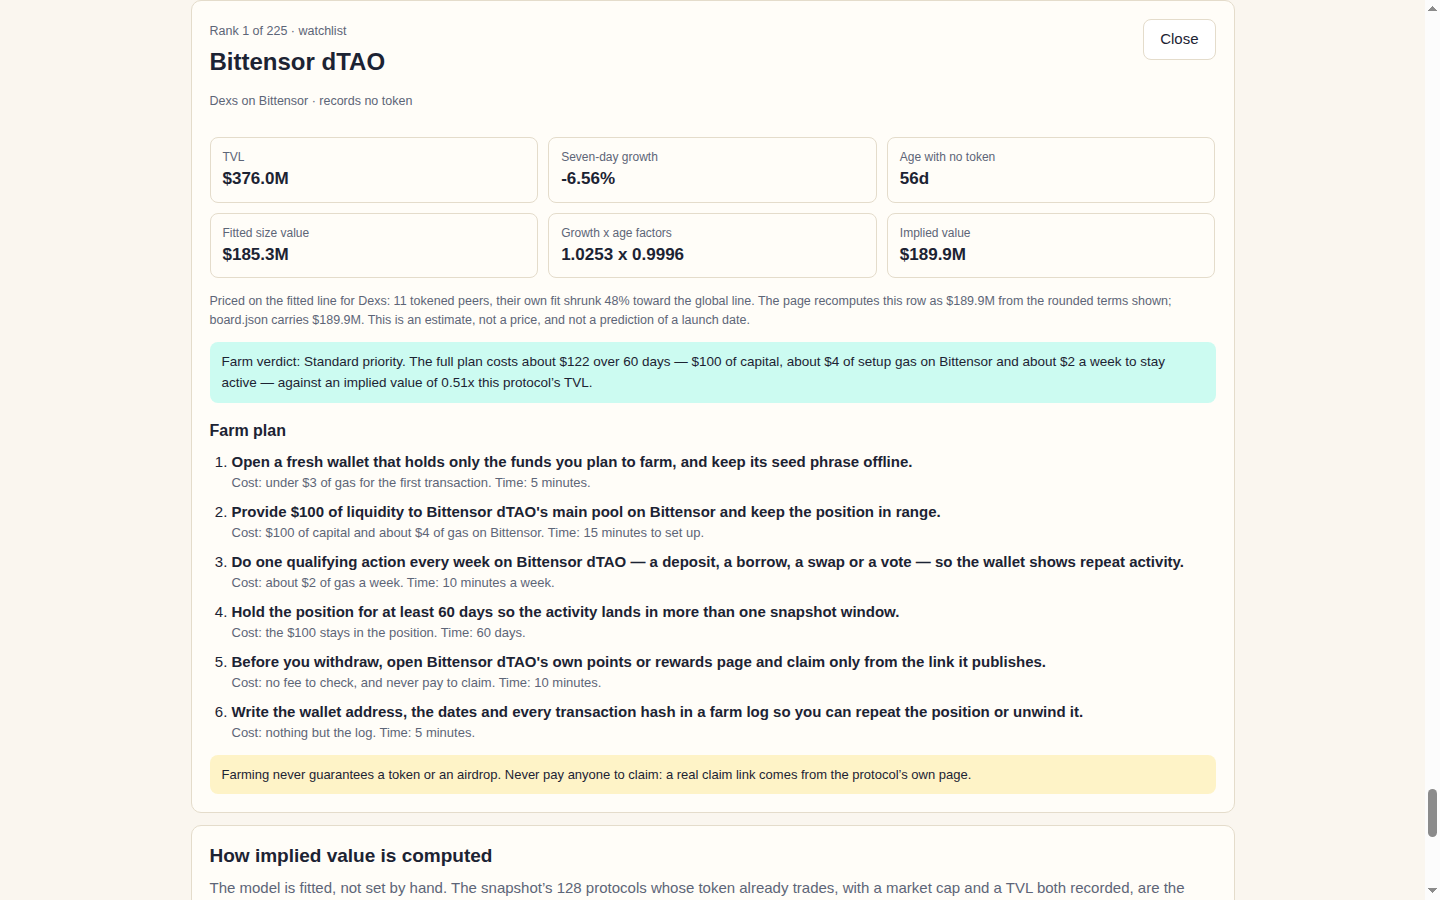 Rank 1 of 225 · watchlist
Close
Bittensor dTAO
Dexs on Bittensor · records no token
TVL
$376.0M
Seven-day growth
-6.56%
Age with no token
56d
Fitted size value
$185.3M
Growth x age factors
1.0253 x 0.9996
Implied value
$189.9M
Priced on the fitted line for Dexs: 11 tokened peers, their own fit shrunk 48% toward the global line. The page recomputes this row as $189.9M from the rounded terms shown;
board.json carries $189.9M. This is an estimate, not a price, and not a prediction of a launch date.
Farm verdict: Standard priority. The full plan costs about $122 over 60 days — $100 of capital, about $4 of setup gas on Bittensor and about $2 a week to stay
active — against an implied value of 0.51x this protocol’s TVL.
Farm plan
1. Open a fresh wallet that holds only the funds you plan to farm, and keep its seed phrase offline.
Cost: under $3 of gas for the first transaction. Time: 5 minutes.
2. Provide $100 of liquidity to Bittensor dTAO's main pool on Bittensor and keep the position in range.
Cost: $100 of capital and about $4 of gas on Bittensor. Time: 15 minutes to set up.
3. Do one qualifying action every week on Bittensor dTAO — a deposit, a borrow, a swap or a vote — so the wallet shows repeat activity.
Cost: about $2 of gas a week. Time: 10 minutes a week.
4. Hold the position for at least 60 days so the activity lands in more than one snapshot window.
Cost: the $100 stays in the position. Time: 60 days.
5. Before you withdraw, open Bittensor dTAO's own points or rewards page and claim only from the link it publishes.
Cost: no fee to check, and never pay to claim. Time: 10 minutes.
6. Write the wallet address, the dates and every transaction hash in a farm log so you can repeat the position or unwind it.
Cost: nothing but the log. Time: 5 minutes.
Farming never guarantees a token or an airdrop. Never pay anyone to claim: a real claim link comes from the protocol’s own page.
How implied value is computed
The model is fitted, not set by hand. The snapshot’s 128 protocols whose token already trades, with a market cap and a TVL both recorded, are the